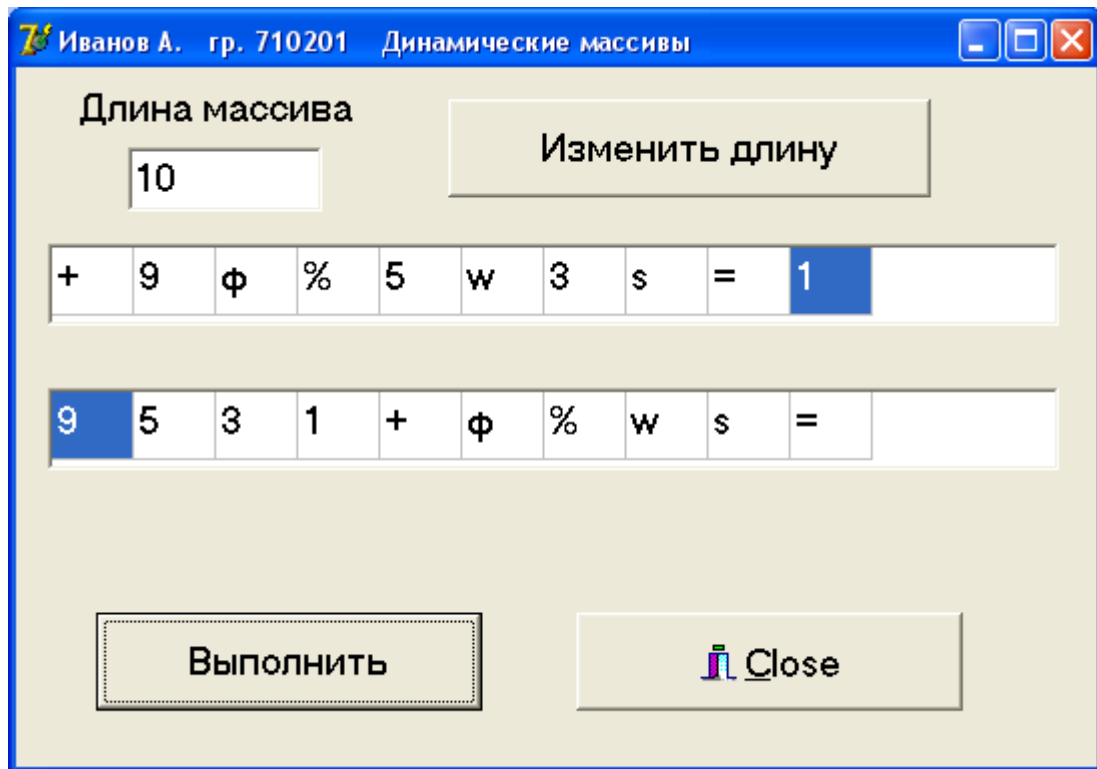 Иванов А. гр. 710201 Динамические массивы
Длина массива
Изменить длину
10
+ 9 ф % 5 w 3 s = 1
9 5 3 1 + ф % w s =
Выполнить
Close